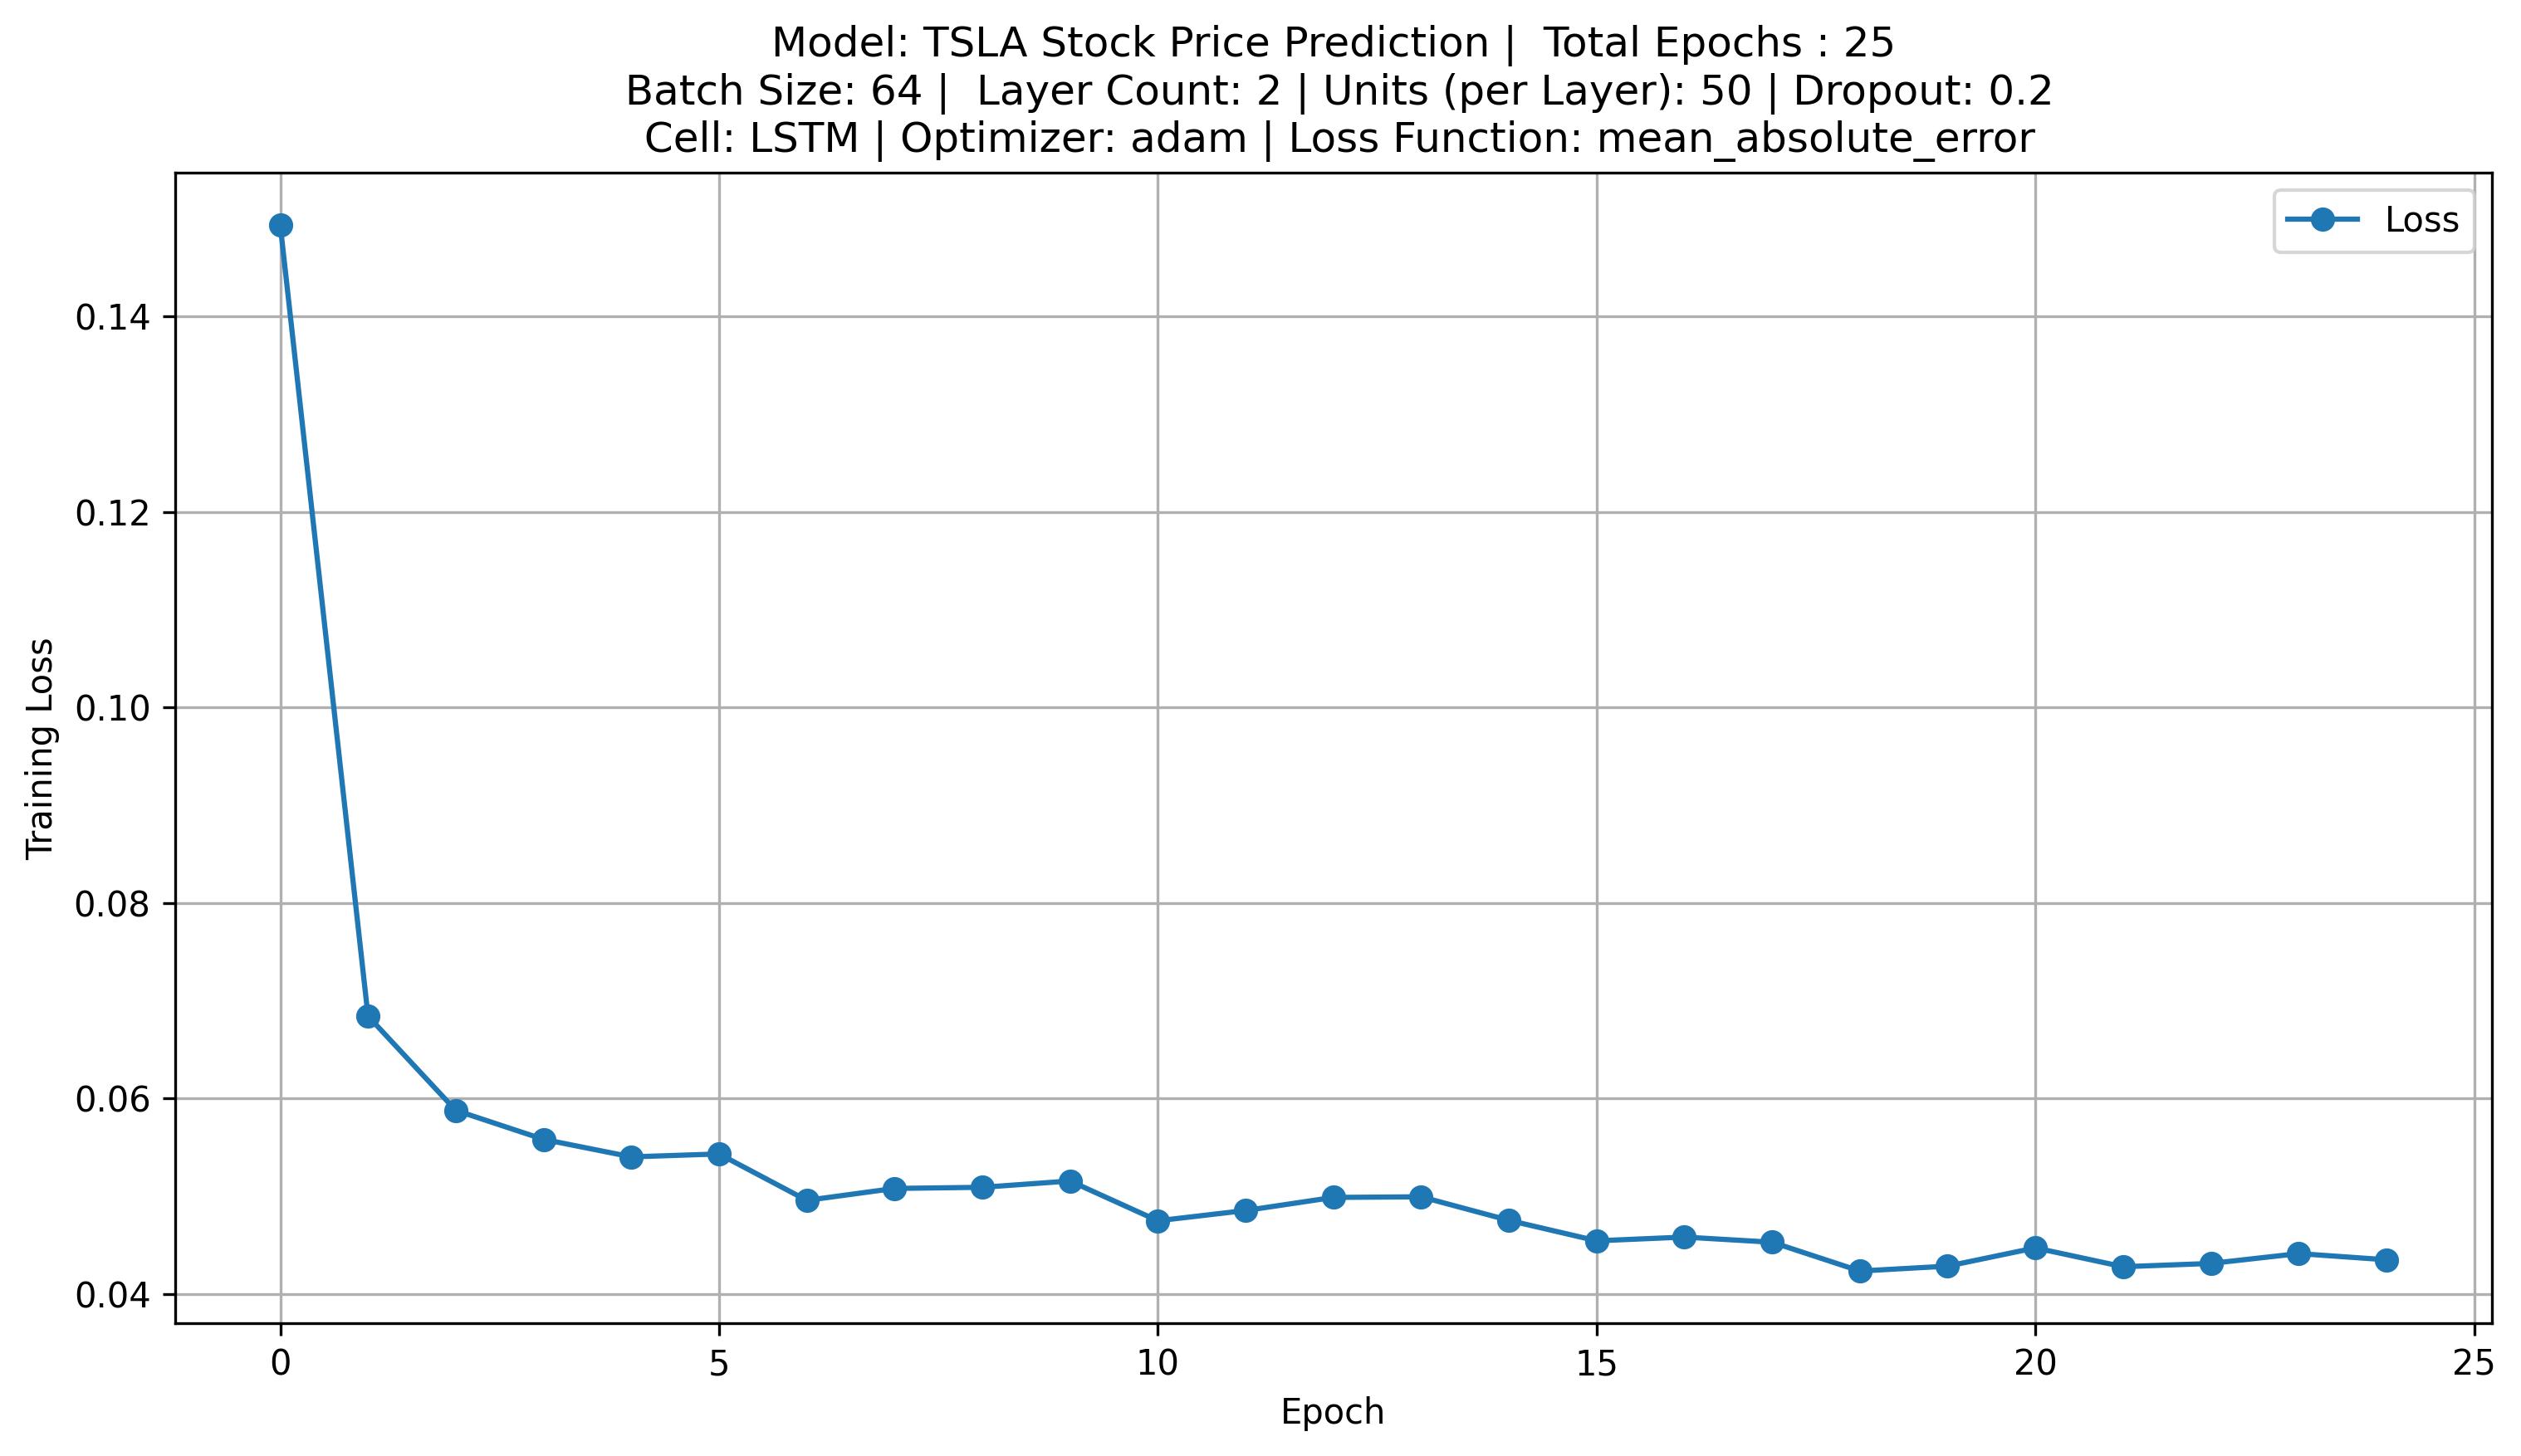 Model: TSLA Stock Price Prediction |  Total Epochs : 25
Batch Size: 64 |  Layer Count: 2 | Units (per Layer): 50 | Dropout: 0.2
Cell: LSTM | Optimizer: adam | Loss Function: mean_absolute_error
Loss
Training Loss
0.14
0.12
0.10
0.08
0.06
0.04
0
5
10
15
20
25
Epoch